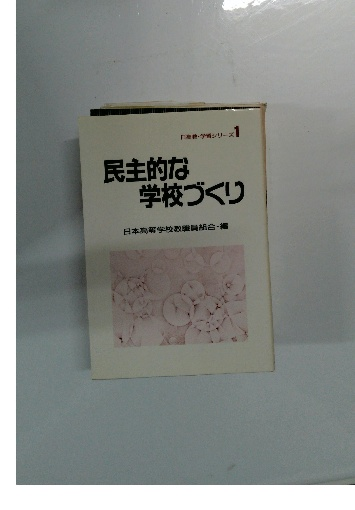 日高教・学習シリーズ1
民主的な
学校づくり
日本高等学校教職員組合・編